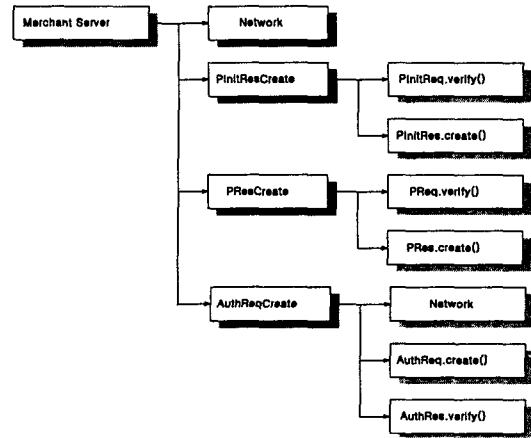 Merchant Server
Network
PInitResCreate
PInitReq.verify()
PInitRes.create()
PResCreate
PReq.verify()
PRes.create()
AuthReqCreate
Network
AuthReq.create()
AuthRes.verify()